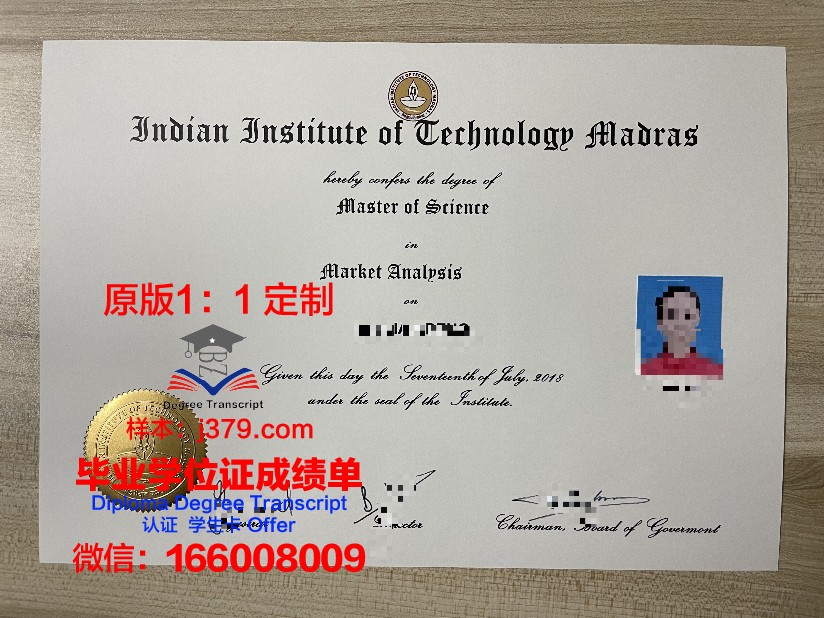 Indian Institute of Technology Madras
hereby confers the degree of
Master of Science
in
Market Analysis
on
原版1：1 定制
Given this day the Seventeenth of July, 2018
under the seal of the Institute.
Degree Transcript
样本：j379.com
毕业学位证成绩单
Diploma Degree Transcript
认证 学生卡 Offer
Chairman, Board of Goverment
微信：166008009